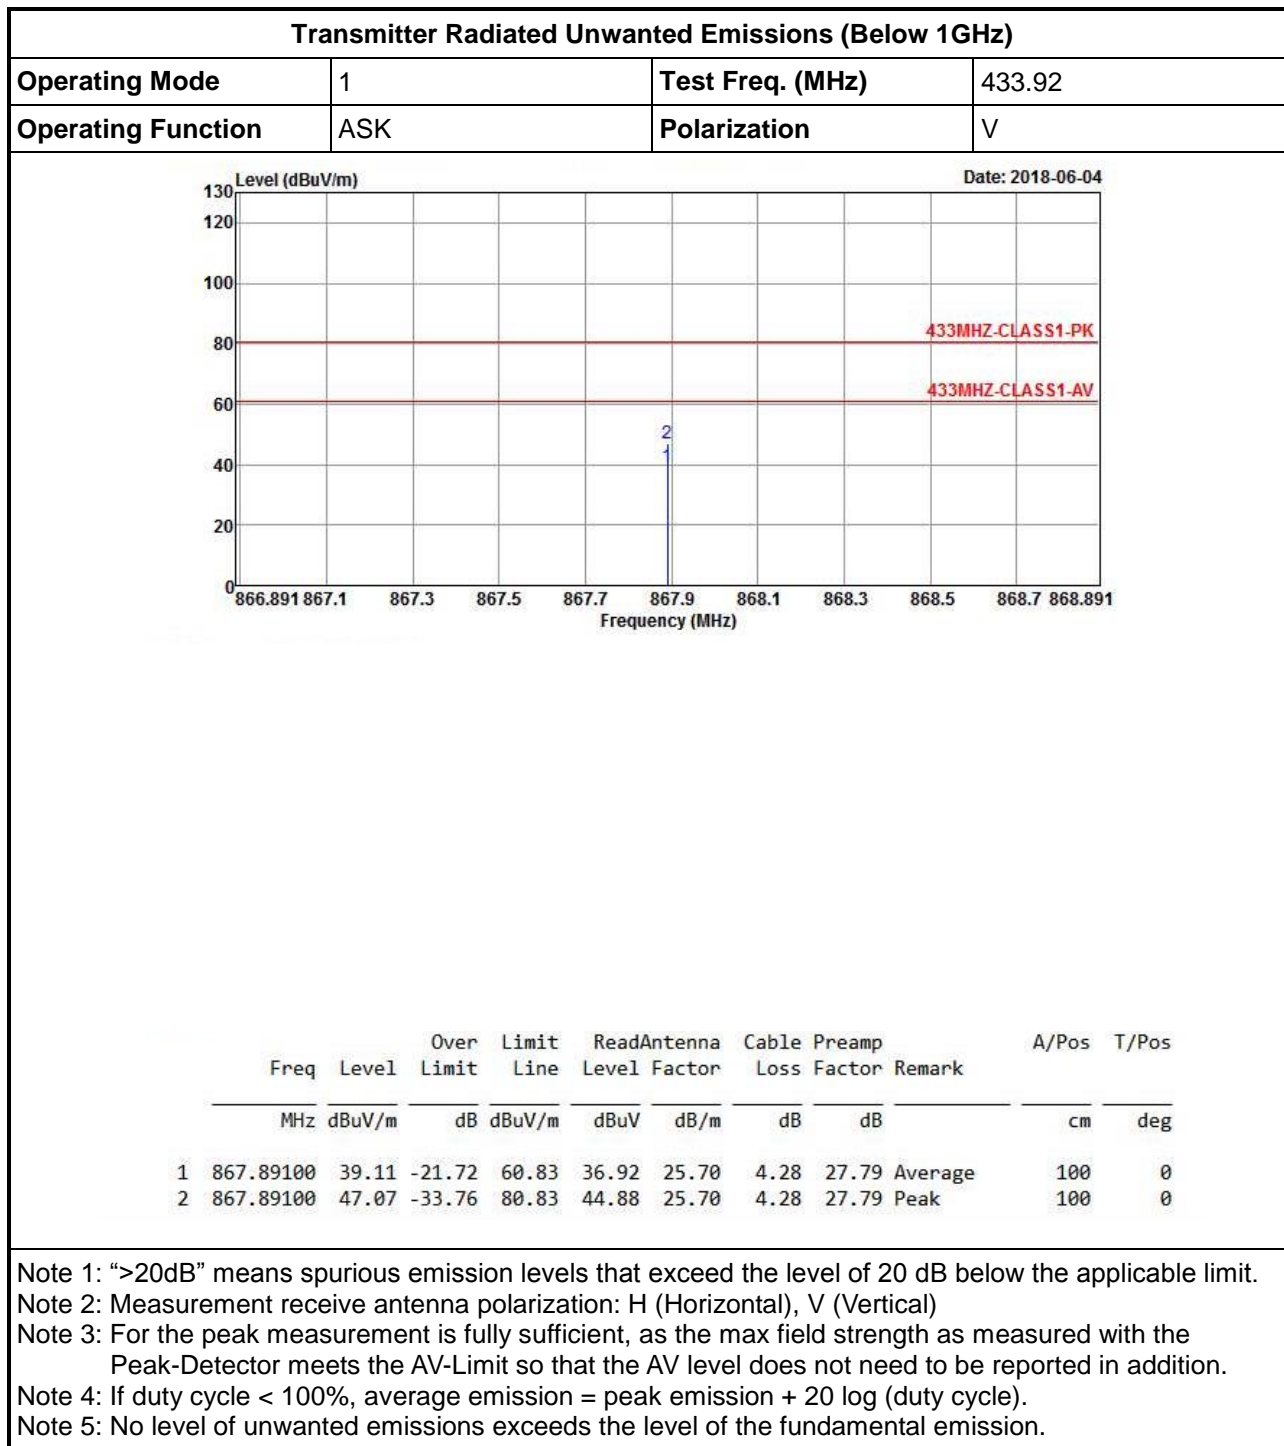 Transmitter Radiated Unwanted Emissions (Below 1GHz)
Operating Mode 1 Test Freq. (MHz) 433.92
Operating Function ASK Polarization V
Level (dBuV/m) Date: 2018-06-04
130
120
100
80
60
40
20
0
433MHZ-CLASS1-PK
433MHZ-CLASS1-AV
2
1
866.891 867.1 867.3 867.5 867.7 867.9 868.1 868.3 868.5 868.7 868.891
Frequency (MHz)
Over Limit ReadAntenna Cable Preamp A/Pos T/Pos
Freq Level Limit Line Level Factor Loss Factor Remark
MHz dBuV/m dB dBuV/m dBuV dB/m dB dB cm deg
1 867.89100 39.11 -21.72 60.83 36.92 25.70 4.28 27.79 Average 100 0
2 867.89100 47.07 -33.76 80.83 44.88 25.70 4.28 27.79 Peak 100 0
Note 1: “>20dB” means spurious emission levels that exceed the level of 20 dB below the applicable limit.
Note 2: Measurement receive antenna polarization: H (Horizontal), V (Vertical)
Note 3: For the peak measurement is fully sufficient, as the max field strength as measured with the
Peak-Detector meets the AV-Limit so that the AV level does not need to be reported in addition.
Note 4: If duty cycle < 100%, average emission = peak emission + 20 log (duty cycle).
Note 5: No level of unwanted emissions exceeds the level of the fundamental emission.